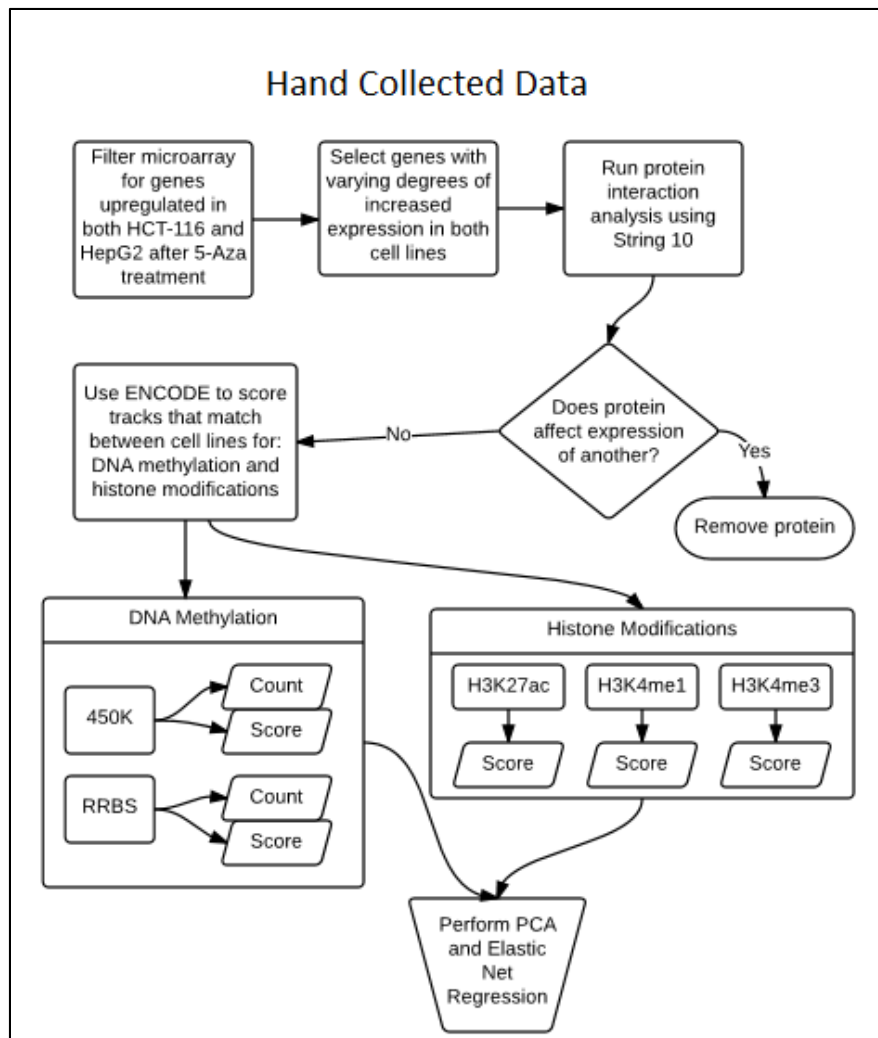 Hand Collected Data
Filter microarray
for genes
upregulated in
both HCT-116 and
HepG2 after 5-Aza
treatment
Select genes with
varying degrees of
increased
expression in both
cell lines
Run protein
interaction
analysis using
String 10
Does protein
affect expression
of another?
No
Yes
Remove protein
Use ENCODE to score
tracks that match
between cell lines for:
DNA methylation and
histone modifications
DNA Methylation
450K
Count
Score
RRBS
Count
Score
Histone Modifications
H3K27ac
H3K4me1
H3K4me3
Score
Score
Score
Perform PCA
and Elastic
Net
Regression